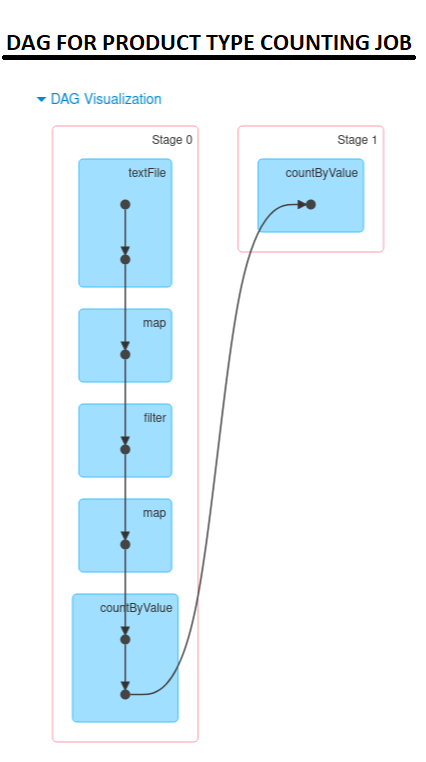 DAG FOR PRODUCT TYPE COUNTING JOB
DAG Visualization
Stage 0
textFile
map
filter
map
countByValue
Stage 1
countByValue